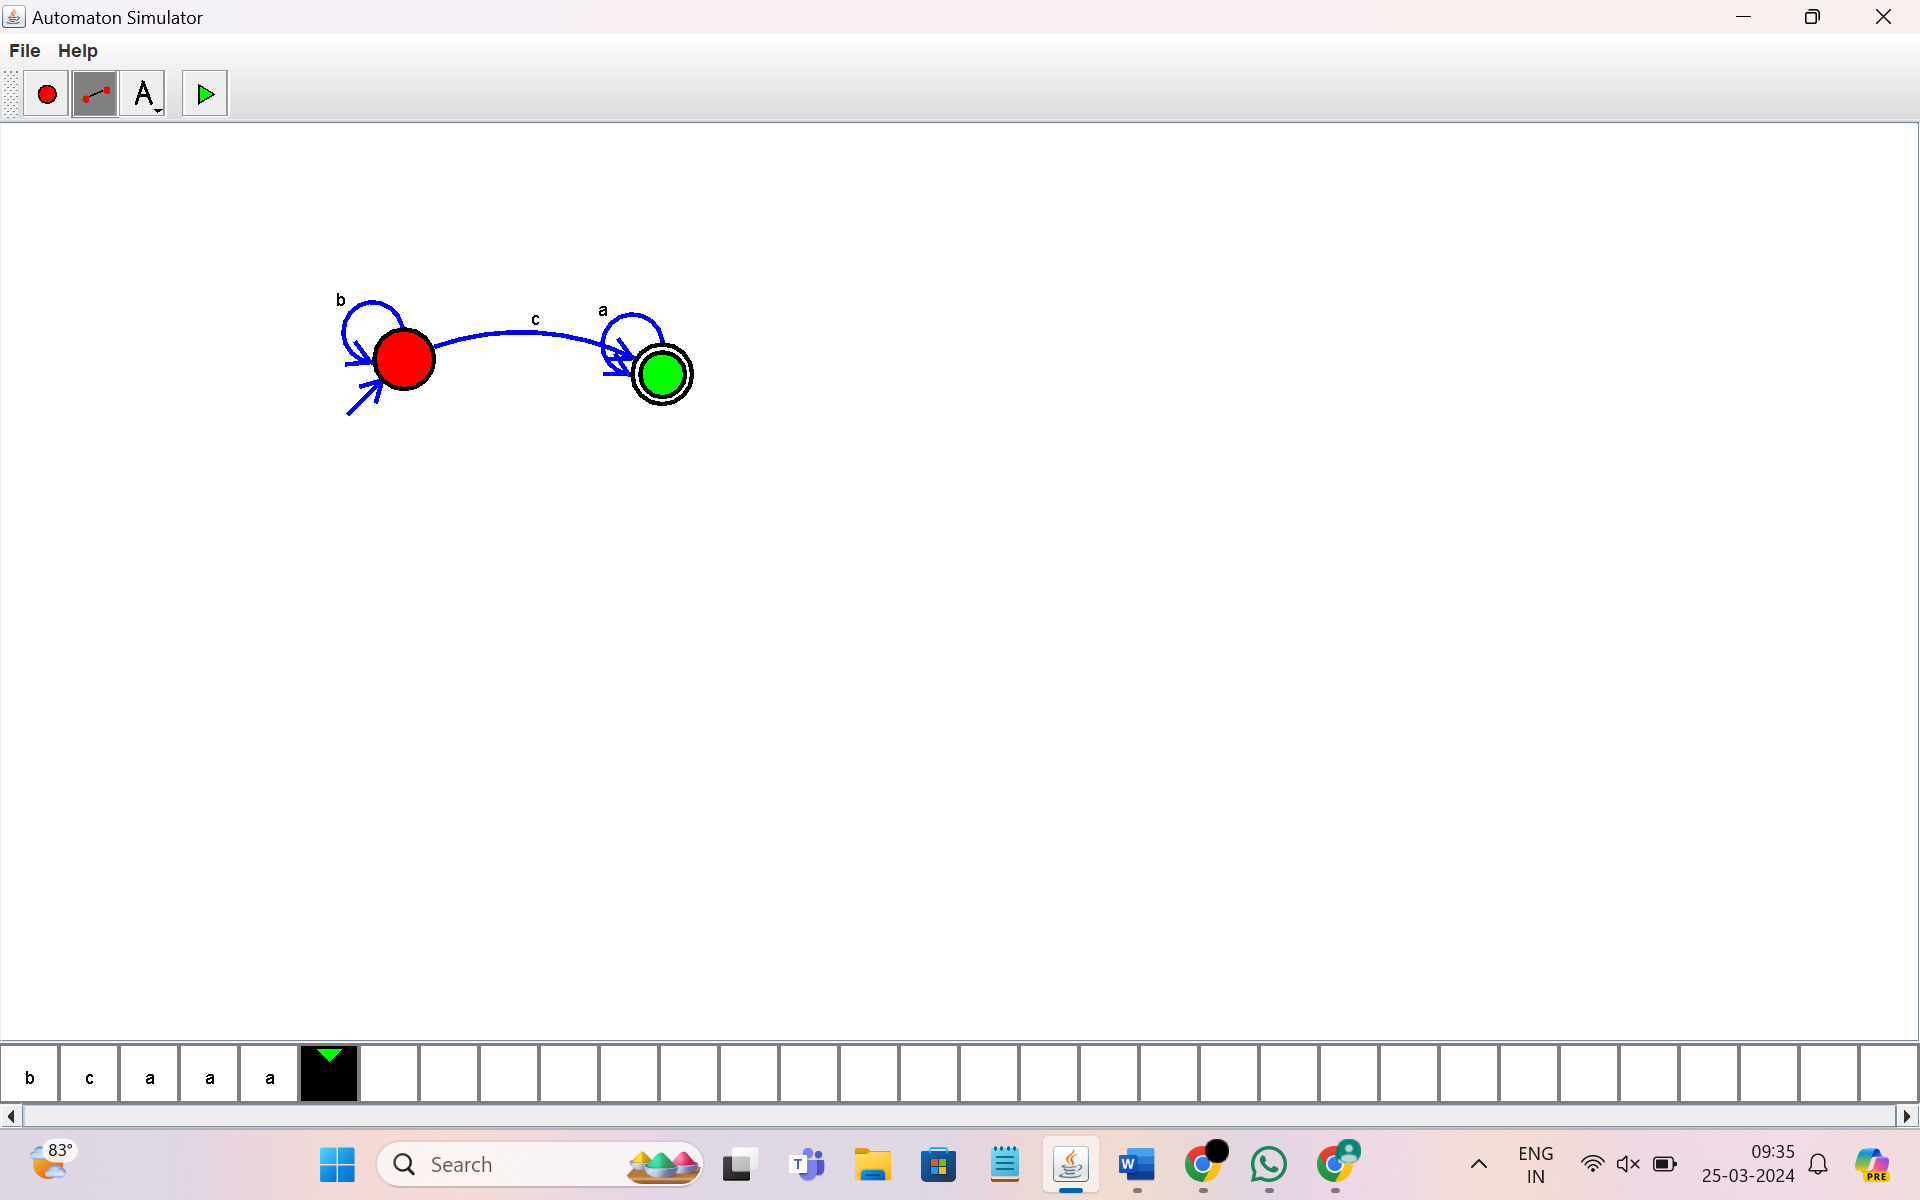 Automaton Simulator
File Help
A
b
c
a
b c a a a
83°
Search
T
W
ENG
IN
09:35
25-03-2024
PRE